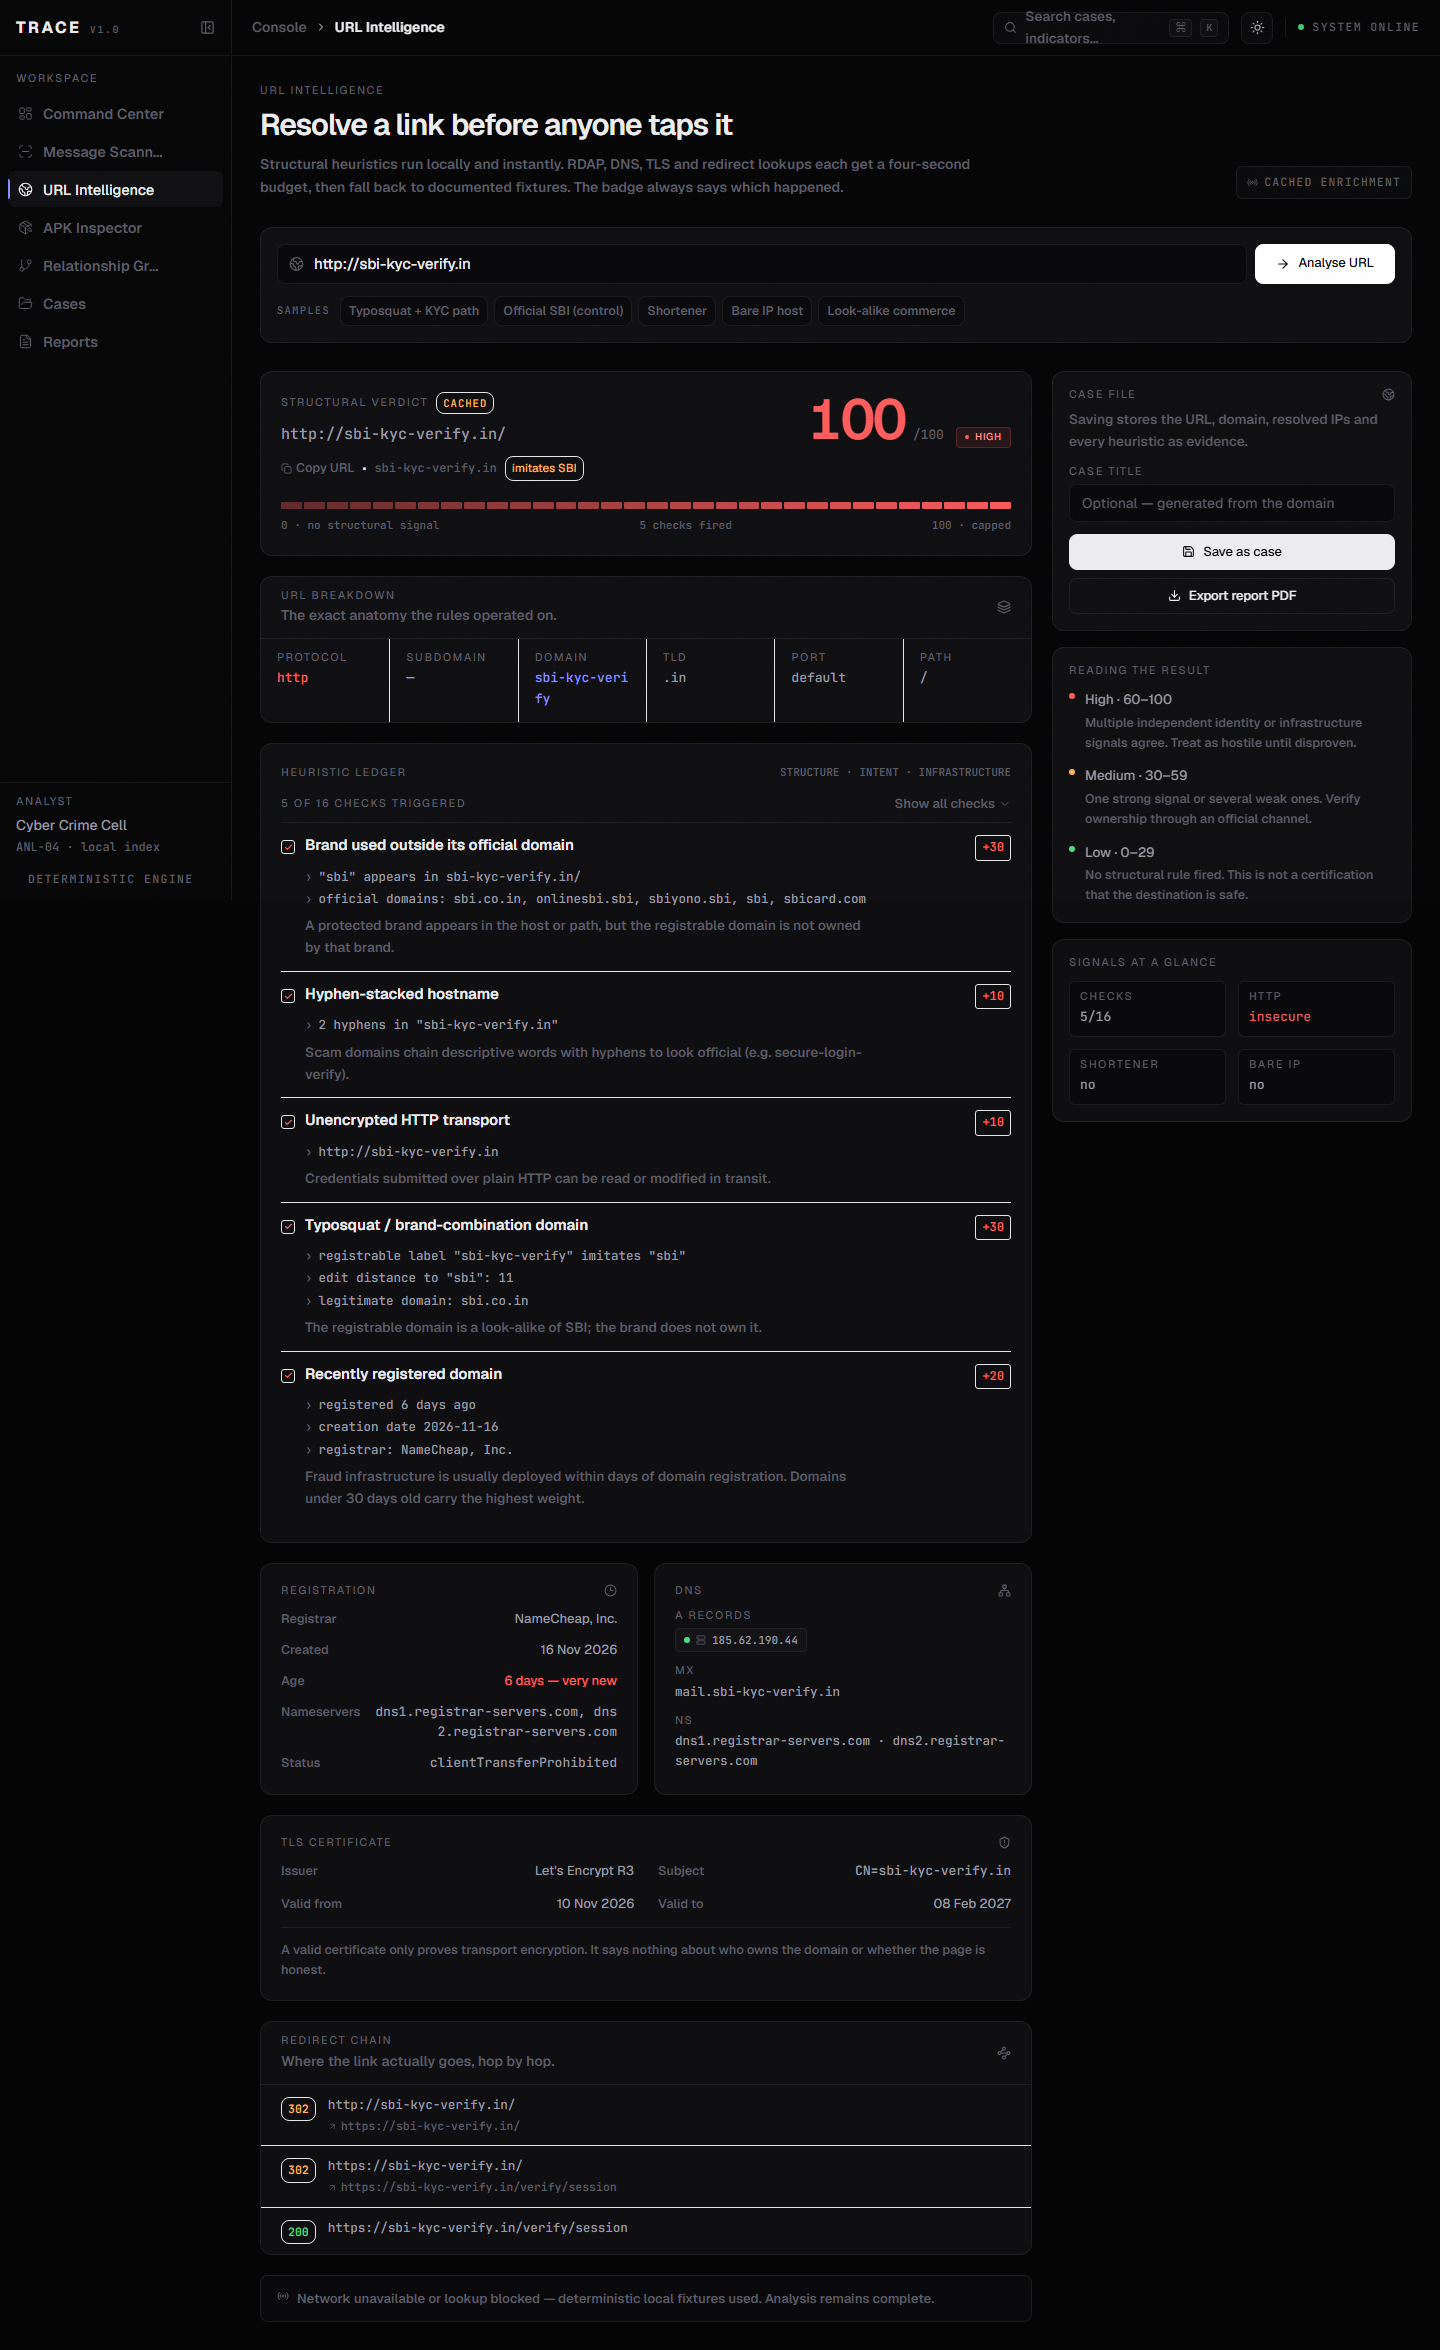 TRACE V1.0
Console › URL Intelligence
Search cases, indicators...
⌘ K
SYSTEM ONLINE
WORKSPACE
Command Center
Message Scann...
URL Intelligence
APK Inspector
Relationship Gr...
Cases
Reports
ANALYST
Cyber Crime Cell
ANL-04 · local index
DETERMINISTIC ENGINE
URL INTELLIGENCE
Resolve a link before anyone taps it
Structural heuristics run locally and instantly. RDAP, DNS, TLS and redirect lookups each get a four-second
budget, then fall back to documented fixtures. The badge always says which happened.
CACHED ENRICHMENT
http://sbi-kyc-verify.in
Analyse URL
SAMPLES Typosquat + KYC path Official SBI (control) Shortener Bare IP host Look-alike commerce
STRUCTURAL VERDICT CACHED
http://sbi-kyc-verify.in/
Copy URL • sbi-kyc-verify.in imitates SBI
100 /100 HIGH
0 · no structural signal 5 checks fired 100 · capped
URL BREAKDOWN
The exact anatomy the rules operated on.
PROTOCOL
http
SUBDOMAIN
—
DOMAIN
sbi-kyc-veri
fy
TLD
.in
PORT
default
PATH
/
HEURISTIC LEDGER STRUCTURE · INTENT · INFRASTRUCTURE
5 OF 16 CHECKS TRIGGERED Show all checks
Brand used outside its official domain +30
› "sbi" appears in sbi-kyc-verify.in/
› official domains: sbi.co.in, onlinesbi.sbi, sbiyono.sbi, sbi, sbicard.com
A protected brand appears in the host or path, but the registrable domain is not owned
by that brand.
Hyphen-stacked hostname +10
› 2 hyphens in "sbi-kyc-verify.in"
Scam domains chain descriptive words with hyphens to look official (e.g. secure-login-
verify).
Unencrypted HTTP transport +10
› http://sbi-kyc-verify.in
Credentials submitted over plain HTTP can be read or modified in transit.
Typosquat / brand-combination domain +30
› registrable label "sbi-kyc-verify" imitates "sbi"
› edit distance to "sbi": 11
› legitimate domain: sbi.co.in
The registrable domain is a look-alike of SBI; the brand does not own it.
Recently registered domain +20
› registered 6 days ago
› creation date 2026-11-16
› registrar: NameCheap, Inc.
Fraud infrastructure is usually deployed within days of domain registration. Domains
under 30 days old carry the highest weight.
REGISTRATION
Registrar NameCheap, Inc.
Created 16 Nov 2026
Age 6 days — very new
Nameservers dns1.registrar-servers.com, dns
2.registrar-servers.com
Status clientTransferProhibited
DNS
A RECORDS
185.62.190.44
MX
mail.sbi-kyc-verify.in
NS
dns1.registrar-servers.com · dns2.registrar-
servers.com
TLS CERTIFICATE
Issuer Let's Encrypt R3 Subject CN=sbi-kyc-verify.in
Valid from 10 Nov 2026 Valid to 08 Feb 2027
A valid certificate only proves transport encryption. It says nothing about who owns the domain or whether the page is
honest.
REDIRECT CHAIN
Where the link actually goes, hop by hop.
302 http://sbi-kyc-verify.in/
https://sbi-kyc-verify.in/
302 https://sbi-kyc-verify.in/
https://sbi-kyc-verify.in/verify/session
200 https://sbi-kyc-verify.in/verify/session
Network unavailable or lookup blocked — deterministic local fixtures used. Analysis remains complete.
CASE FILE
Saving stores the URL, domain, resolved IPs and
every heuristic as evidence.
CASE TITLE
Optional — generated from the domain
Save as case
Export report PDF
READING THE RESULT
High · 60–100
Multiple independent identity or infrastructure
signals agree. Treat as hostile until disproven.
Medium · 30–59
One strong signal or several weak ones. Verify
ownership through an official channel.
Low · 0–29
No structural rule fired. This is not a certification
that the destination is safe.
SIGNALS AT A GLANCE
CHECKS
5/16
HTTP
insecure
SHORTENER
no
BARE IP
no